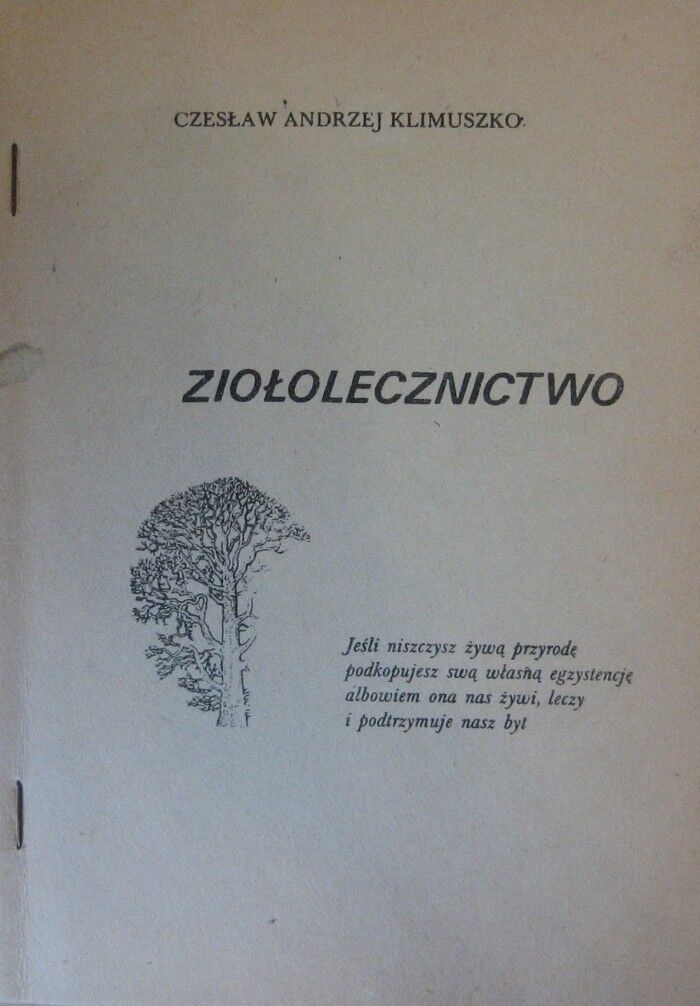 CZESŁAW ANDRZEJ KLIMUSZKO
ZIOŁOLECZNICTWO
Jeśli niszczysz żywą przyrodę
podkopujesz swą własną egzystencję
albowiem ona nas żywi, leczy
i podtrzymuje nasz byt